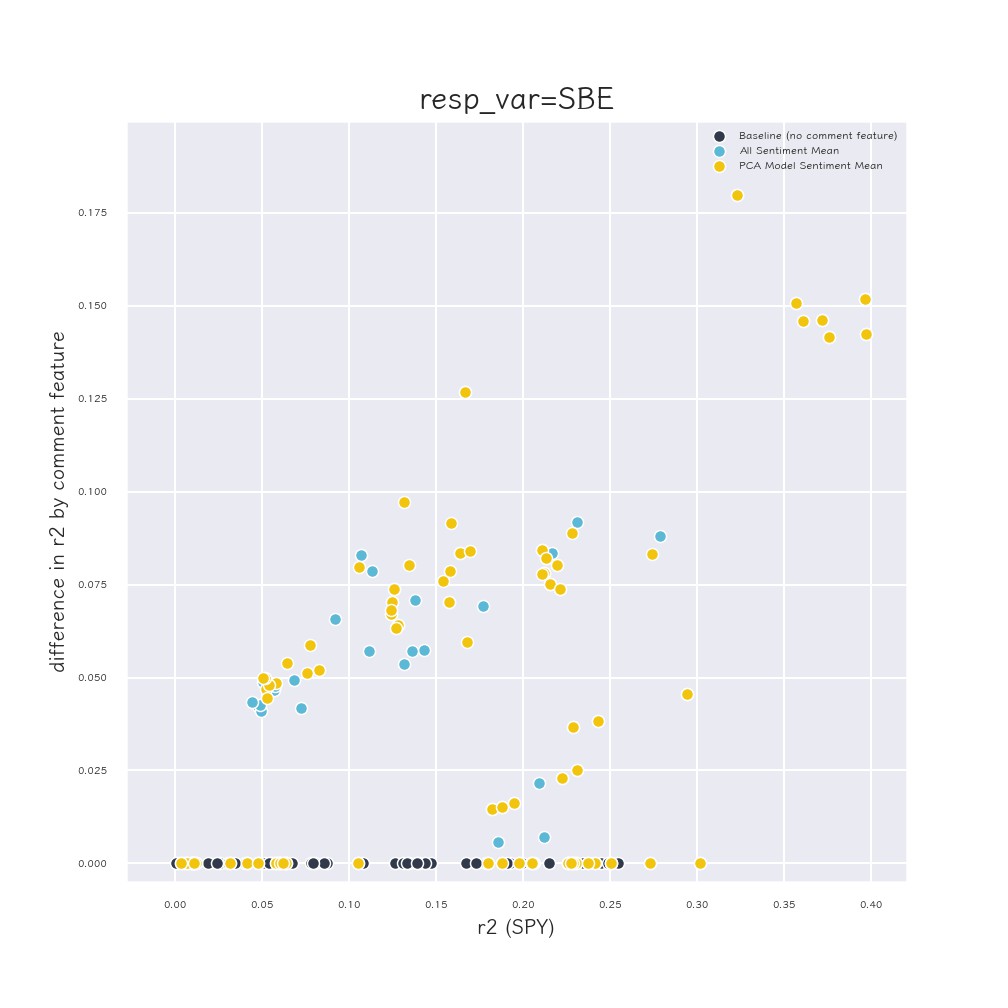 resp_var=SBE
Baseline (no comment feature)
All Sentiment Mean
PCA Model Sentiment Mean
difference in r2 by comment feature
0.175
0.150
0.125
0.100
0.075
0.050
0.025
0.000
0.00 0.05 0.10 0.15 0.20 0.25 0.30 0.35 0.40
r2 (SPY)